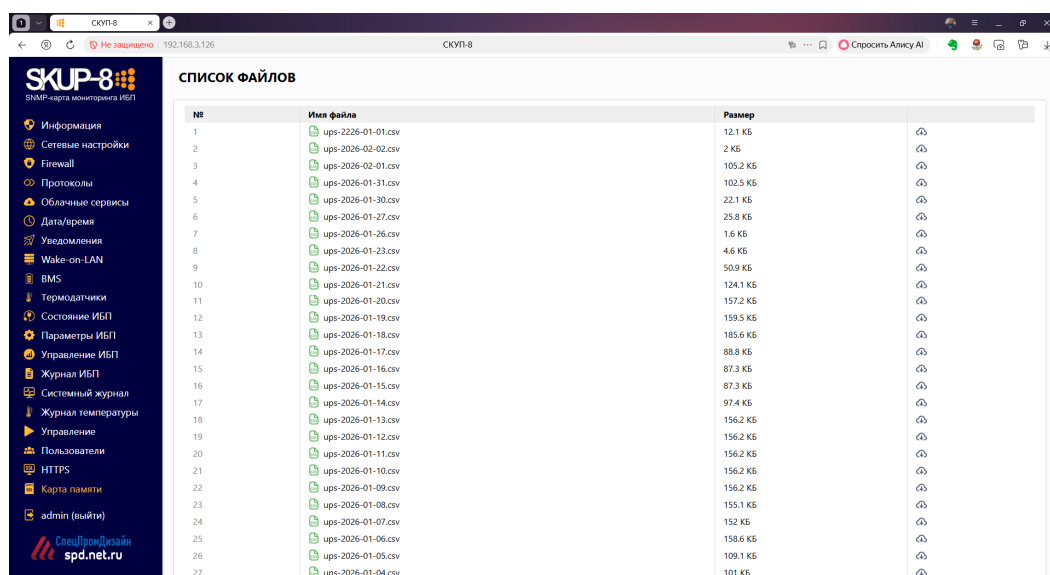 1 СКУП-8
Не защищено 192.168.3.126 СКУП-8 Спросить Алису AI
SKUP-8
SNMP-карта мониторинга ИБП
Информация
Сетевые настройки
Firewall
Протоколы
Облачные сервисы
Дата/время
Уведомления
Wake-on-LAN
BMS
Термодатчики
Состояние ИБП
Параметры ИБП
Управление ИБП
Журнал ИБП
Системный журнал
Журнал температуры
Управление
Пользователи
HTTPS
Карта памяти
admin (выйти)
СпецПромДизайн
spd.net.ru
СПИСОК ФАЙЛОВ
№ Имя файла Размер
1 ups-2226-01-01.csv 12.1 КБ
2 ups-2026-02-02.csv 2 КБ
3 ups-2026-02-01.csv 105.2 КБ
4 ups-2026-01-31.csv 102.5 КБ
5 ups-2026-01-30.csv 22.1 КБ
6 ups-2026-01-27.csv 25.8 КБ
7 ups-2026-01-26.csv 1.6 КБ
8 ups-2026-01-23.csv 4.6 КБ
9 ups-2026-01-22.csv 50.9 КБ
10 ups-2026-01-21.csv 124.1 КБ
11 ups-2026-01-20.csv 157.2 КБ
12 ups-2026-01-19.csv 159.5 КБ
13 ups-2026-01-18.csv 185.6 КБ
14 ups-2026-01-17.csv 88.8 КБ
15 ups-2026-01-16.csv 87.3 КБ
16 ups-2026-01-15.csv 87.3 КБ
17 ups-2026-01-14.csv 97.4 КБ
18 ups-2026-01-13.csv 156.2 КБ
19 ups-2026-01-12.csv 156.2 КБ
20 ups-2026-01-11.csv 156.2 КБ
21 ups-2026-01-10.csv 156.2 КБ
22 ups-2026-01-09.csv 156.2 КБ
23 ups-2026-01-08.csv 155.1 КБ
24 ups-2026-01-07.csv 152 КБ
25 ups-2026-01-06.csv 158.6 КБ
26 ups-2026-01-05.csv 109.1 КБ
27 ups-2026-01-04.csv 101 КБ